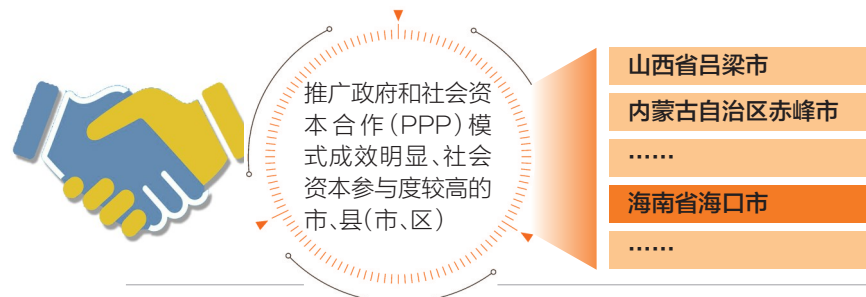 推广政府和社会资
本合作(PPP)模
式成效明显、社会
资本参与度较高的
市、县(市、区)
山西省吕梁市
内蒙古自治区赤峰市
……
海南省海口市
……